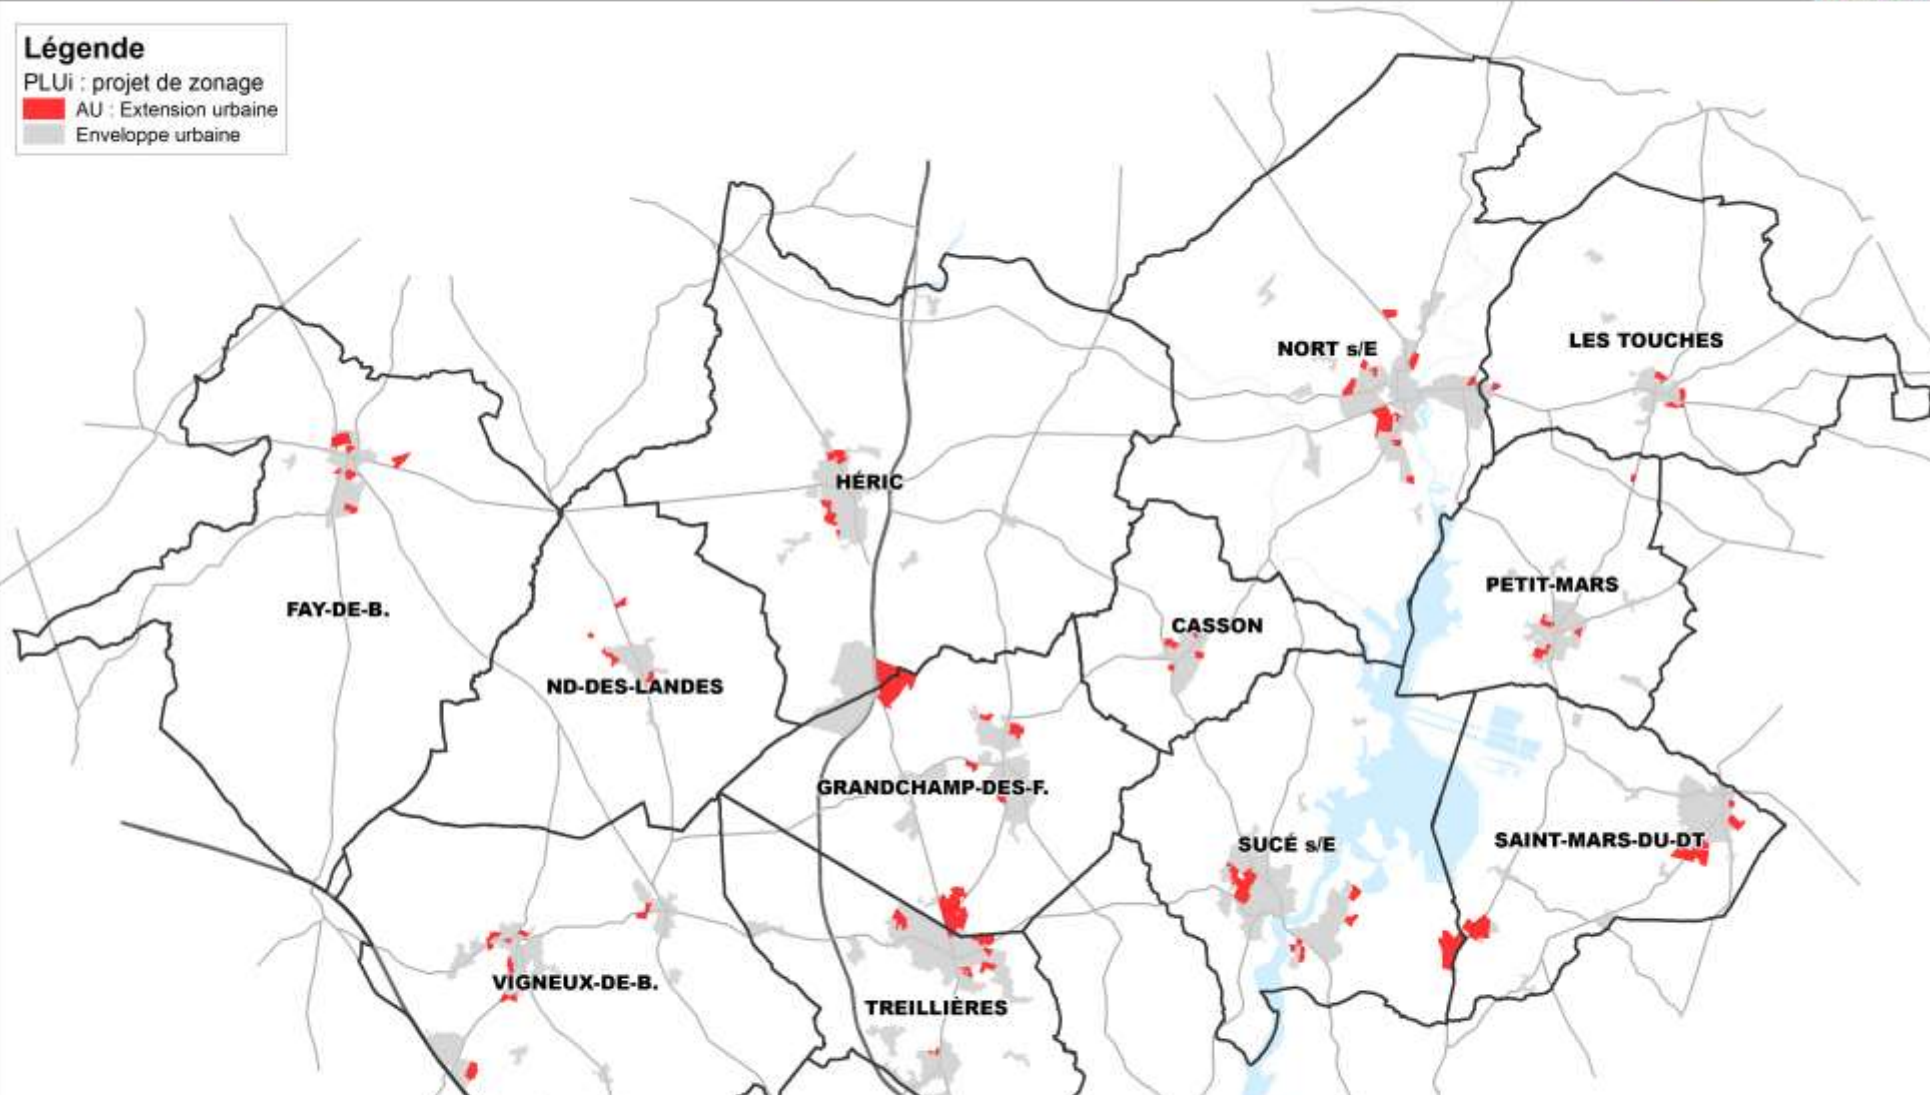 Légende
PLUi : projet de zonage
AU : Extension urbaine
Enveloppe urbaine
NORT s/E
LES TOUCHES
HÉRIC
FAY-DE-B.
PETIT-MARS
CASSON
ND-DES-LANDES
GRANDCHAMP-DES-F.
SUCÉ s/E
SAINT-MARS-DU-DT
VIGNEUX-DE-B.
TREILLIÈRES